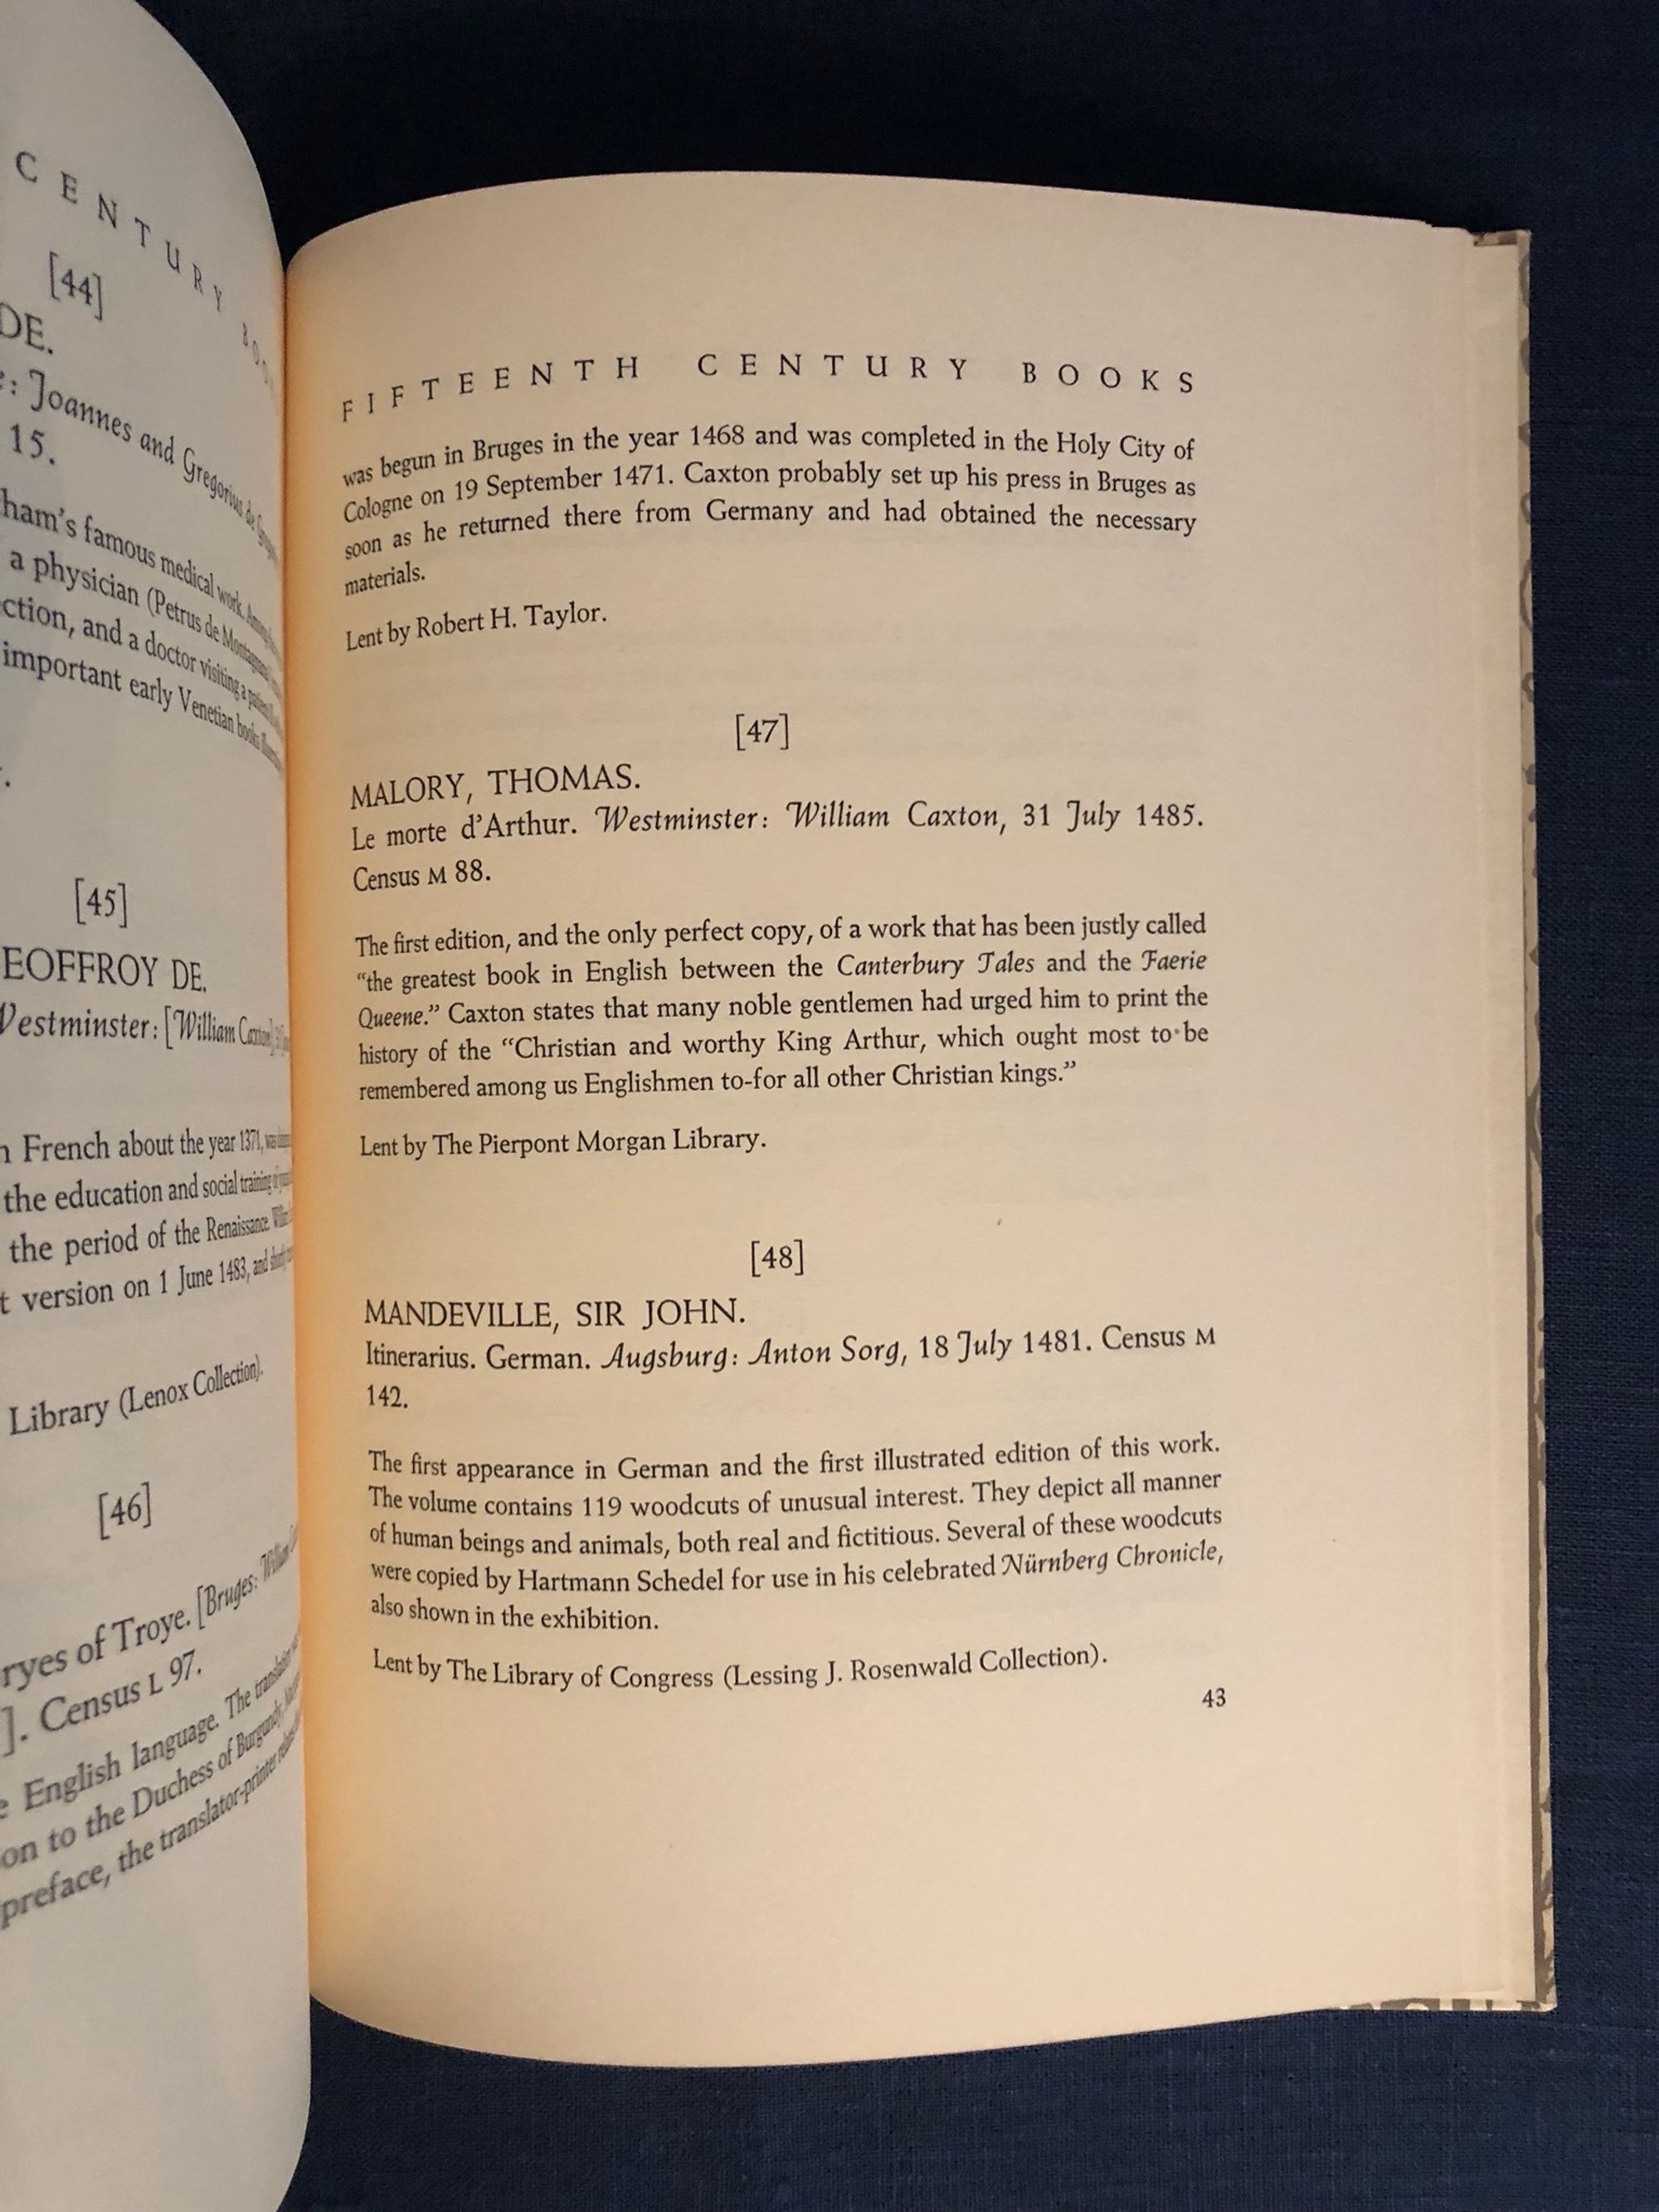 CENTURY
[44]
DE.
: Joannes and Gregorius de
15.
ham's famous medical work.
a physician (Petrus de
ction, and a doctor visiting a
important early Venetian books
.
[45]
EOFFROY DE.
Westminster: [William Caxton]
n French about the year 1371, was
the education and social training
the period of the Renaissance.
t version on 1 June 1483, and
Library (Lenox Collection).
[46]
ryes of Troye. [Bruges: William
]. Census L 97.
e English language. The translation
on to the Duchess of Burgundy,
preface, the translator-printer
FIFTEENTH CENTURY BOOKS
was begun in Bruges in the year 1468 and was completed in the Holy City of
Cologne on 19 September 1471. Caxton probably set up his press in Bruges as
soon as he returned there from Germany and had obtained the necessary
materials.
Lent by Robert H. Taylor.
[47]
MALORY, THOMAS.
Le morte d'Arthur. Westminster: William Caxton, 31 July 1485.
Census M 88.
The first edition, and the only perfect copy, of a work that has been justly called
“the greatest book in English between the Canterbury Tales and the Faerie
Queene.” Caxton states that many noble gentlemen had urged him to print the
history of the “Christian and worthy King Arthur, which ought most to be
remembered among us Englishmen to-for all other Christian kings.”
Lent by The Pierpont Morgan Library.
[48]
MANDEVILLE, SIR JOHN.
Itinerarius. German. Augsburg: Anton Sorg, 18 July 1481. Census M
142.
The first appearance in German and the first illustrated edition of this work.
The volume contains 119 woodcuts of unusual interest. They depict all manner
of human beings and animals, both real and fictitious. Several of these woodcuts
were copied by Hartmann Schedel for use in his celebrated Nürnberg Chronicle,
also shown in the exhibition.
Lent by The Library of Congress (Lessing J. Rosenwald Collection).
43